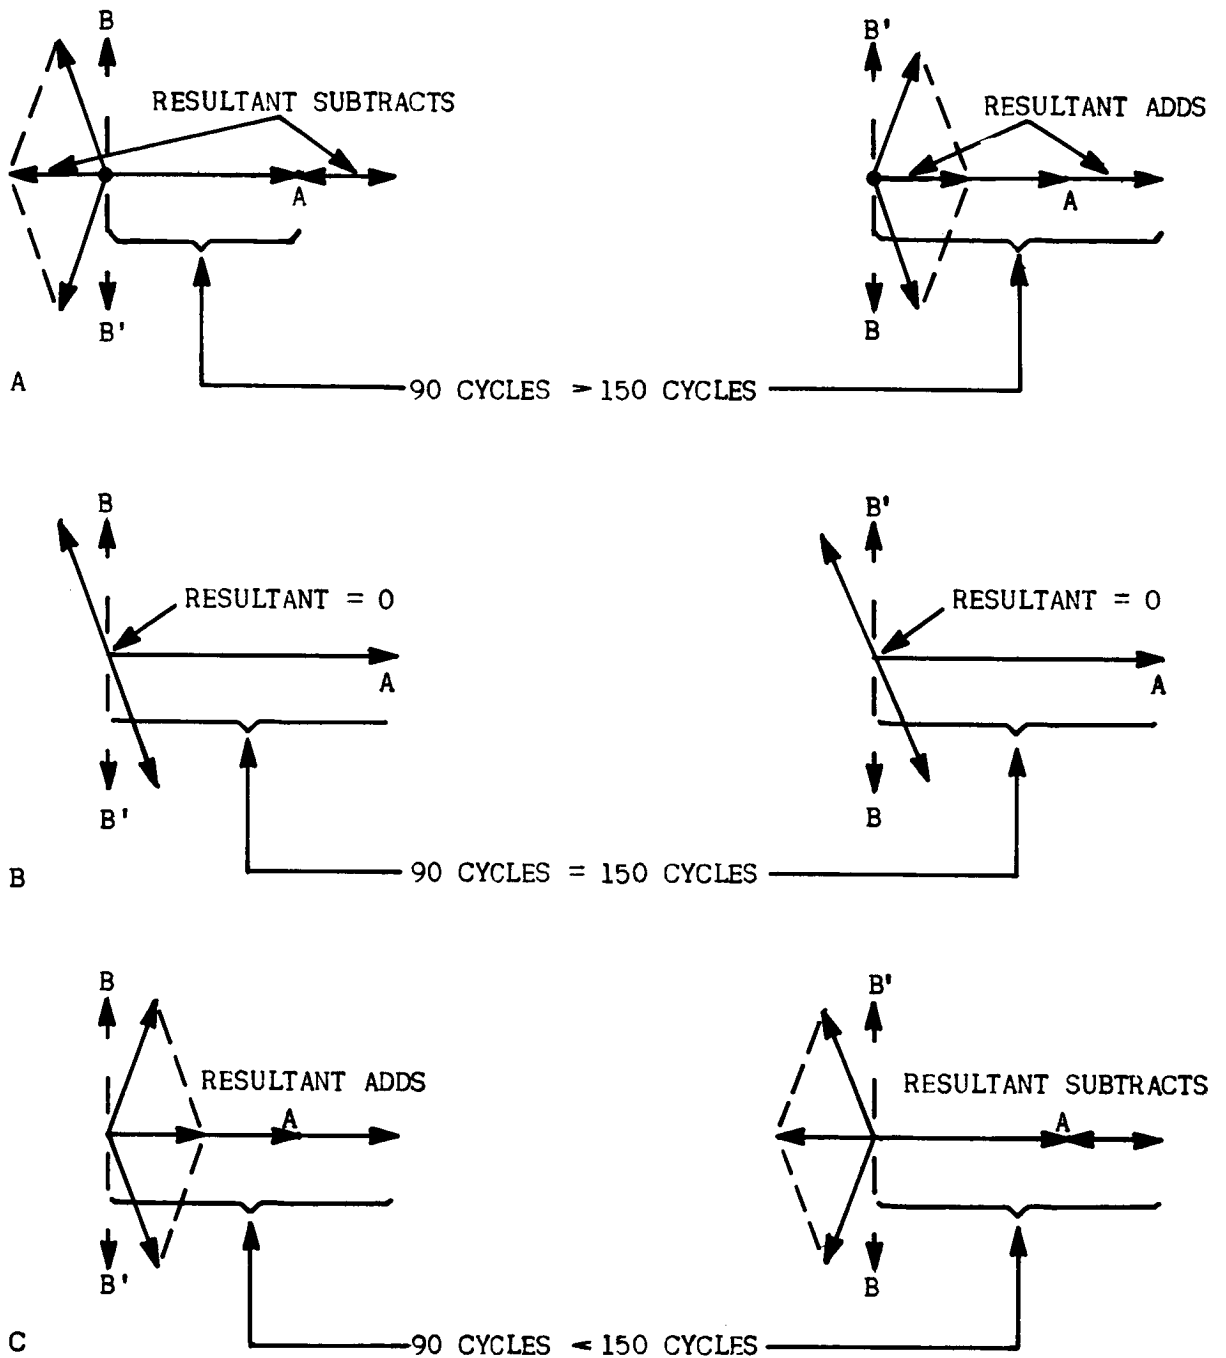 B
B'
RESULTANT SUBTRACTS
RESULTANT ADDS
A
A
B'
B
A
90 CYCLES > 150 CYCLES
B
B'
RESULTANT = 0
RESULTANT = 0
A
A
B'
B
B
90 CYCLES = 150 CYCLES
B
B'
RESULTANT ADDS
RESULTANT SUBTRACTS
A
A
B'
B
C
90 CYCLES < 150 CYCLES